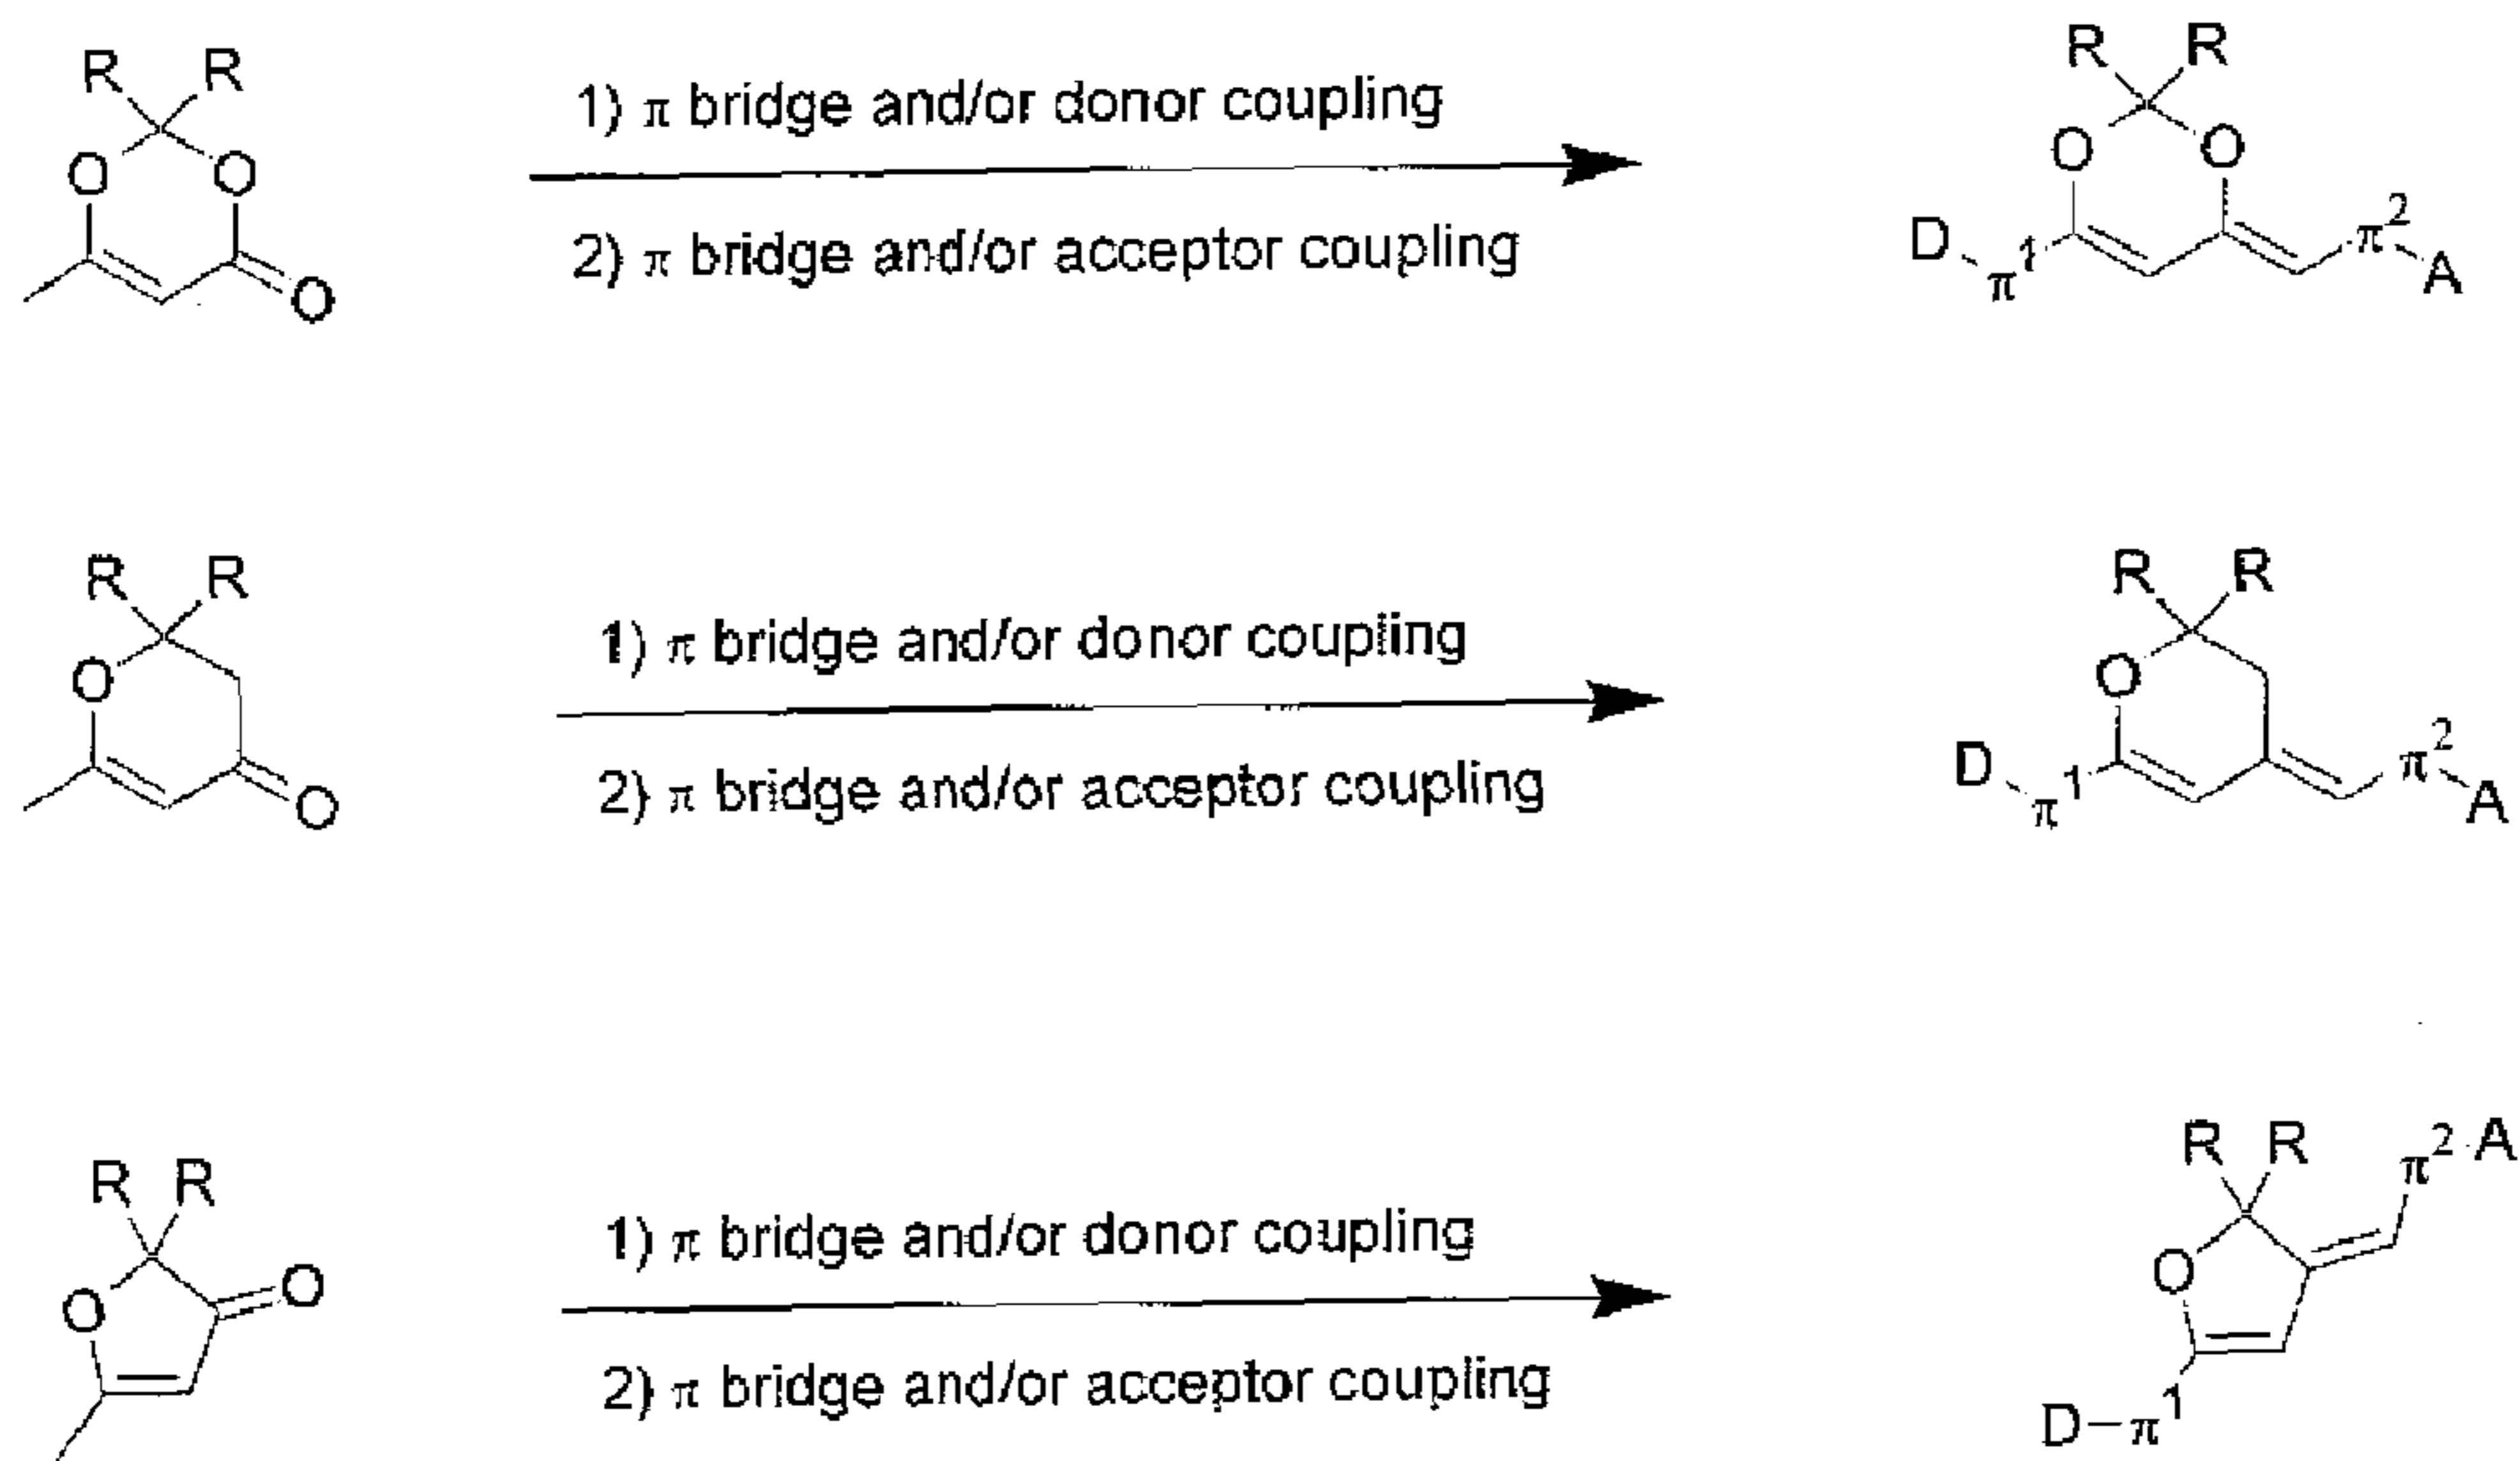 R R
O O
O
1) π bridge and/or donor coupling
2) π bridge and/or acceptor coupling
R R
O O
D π1 π2 A
R R
O
O
1) π bridge and/or donor coupling
2) π bridge and/or acceptor coupling
R R
O
D π1 π2 A
R R
O O
1) π bridge and/or donor coupling
2) π bridge and/or acceptor coupling
R R π2 A
O
D π1